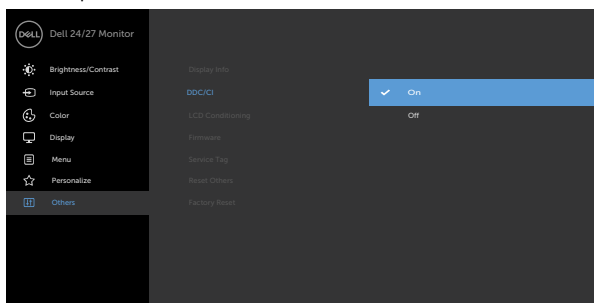 DELL Dell 24/27 Monitor
Brightness/Contrast
Display Info
Input Source
DDC/CI
On
Color
LCD Conditioning
Off
Display
Firmware
Menu
Service Tag
Personalize
Reset Others
Others
Factory Reset